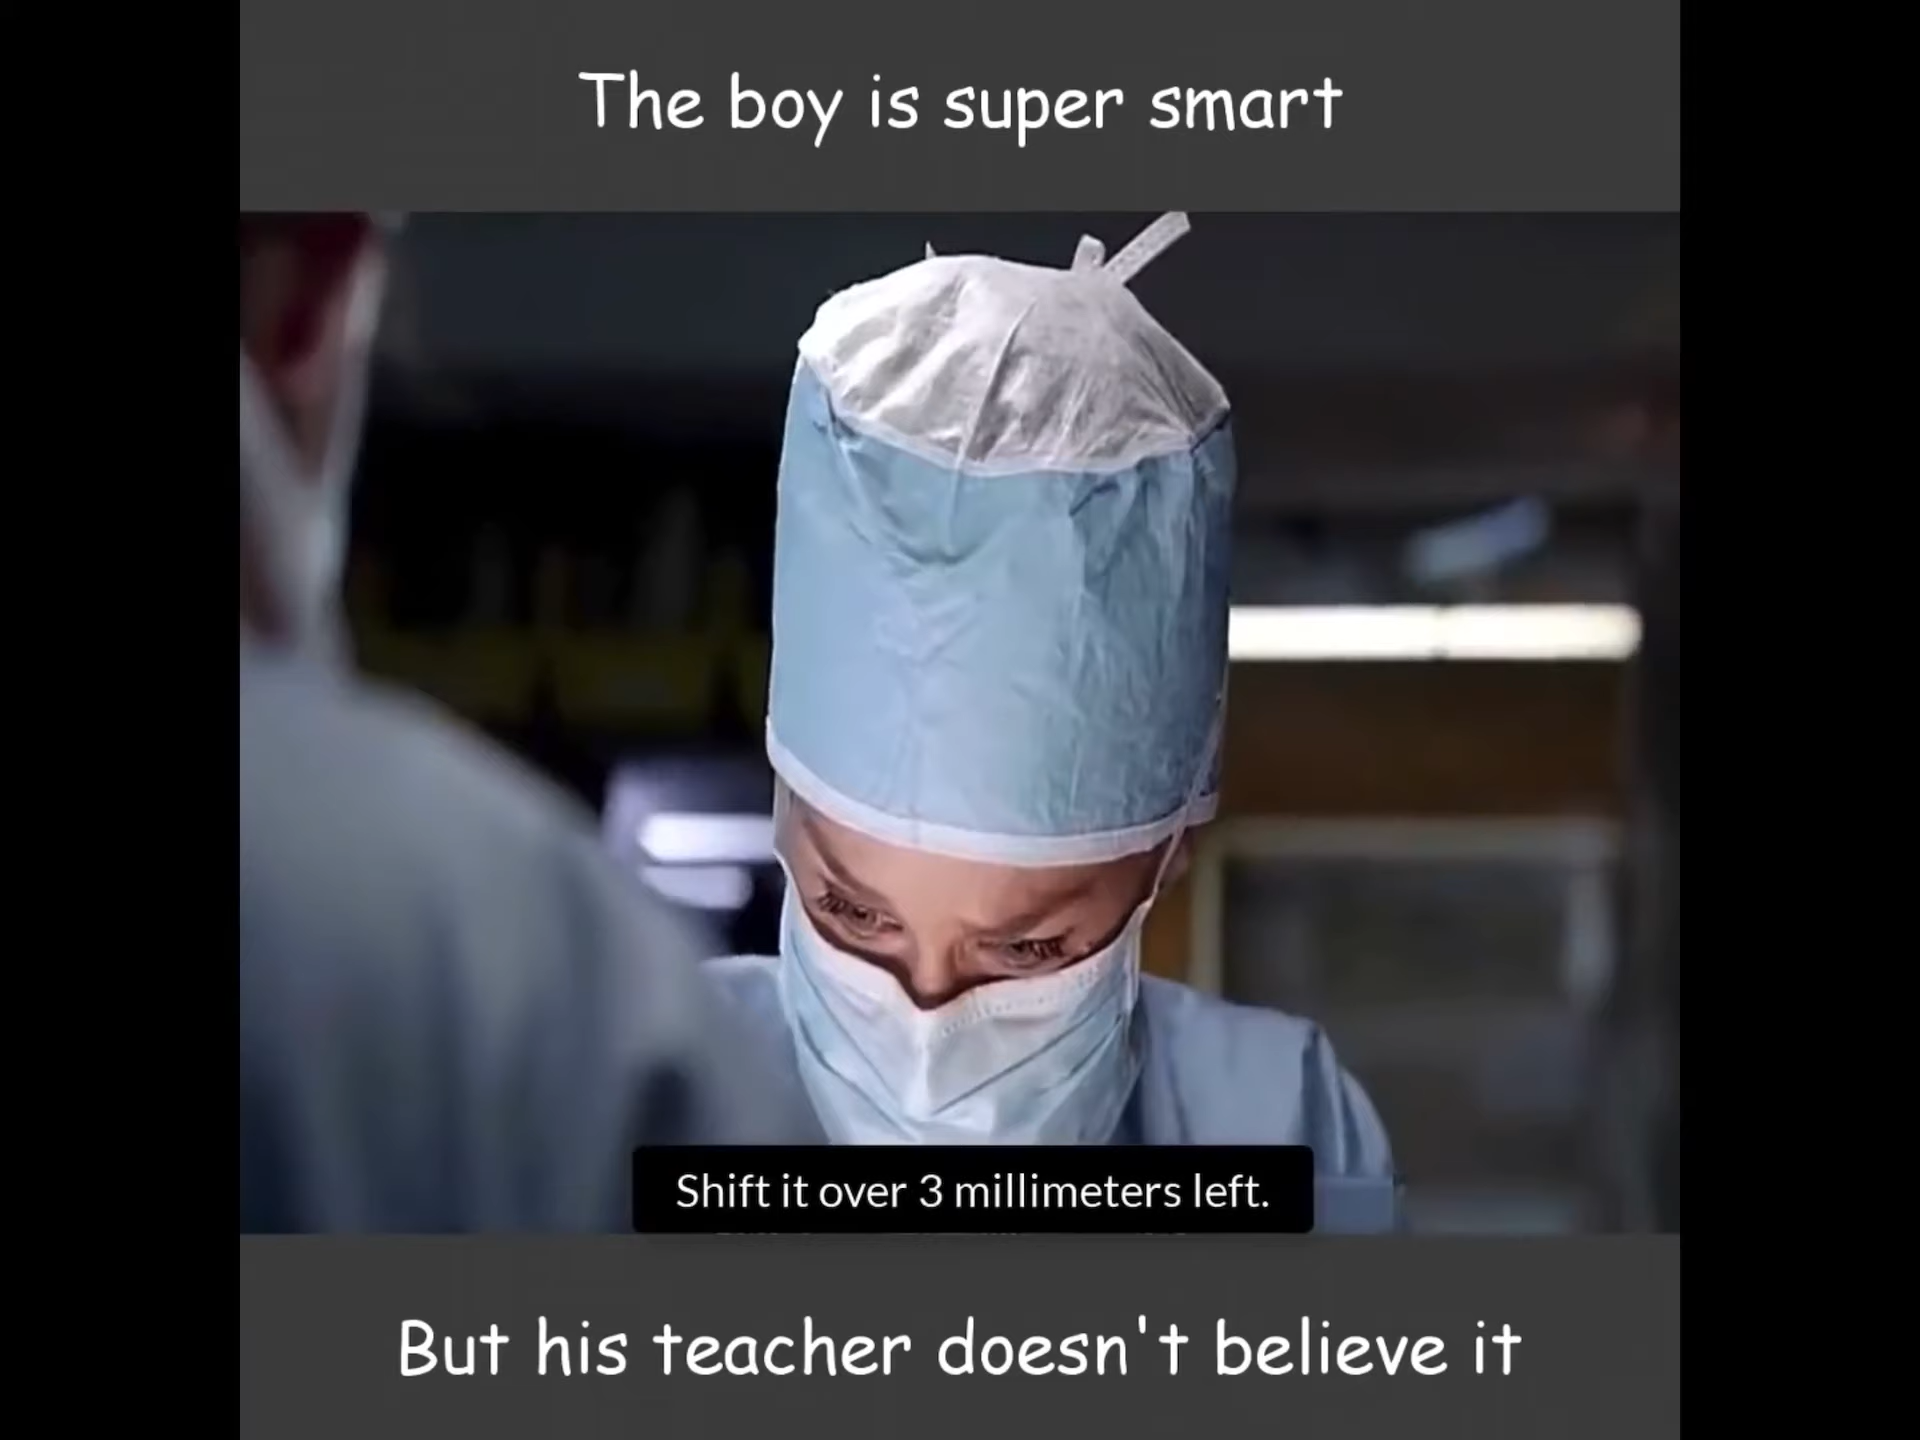 The boy is super smart
Shift it over 3 millimeters left.
But his teacher doesn't believe it